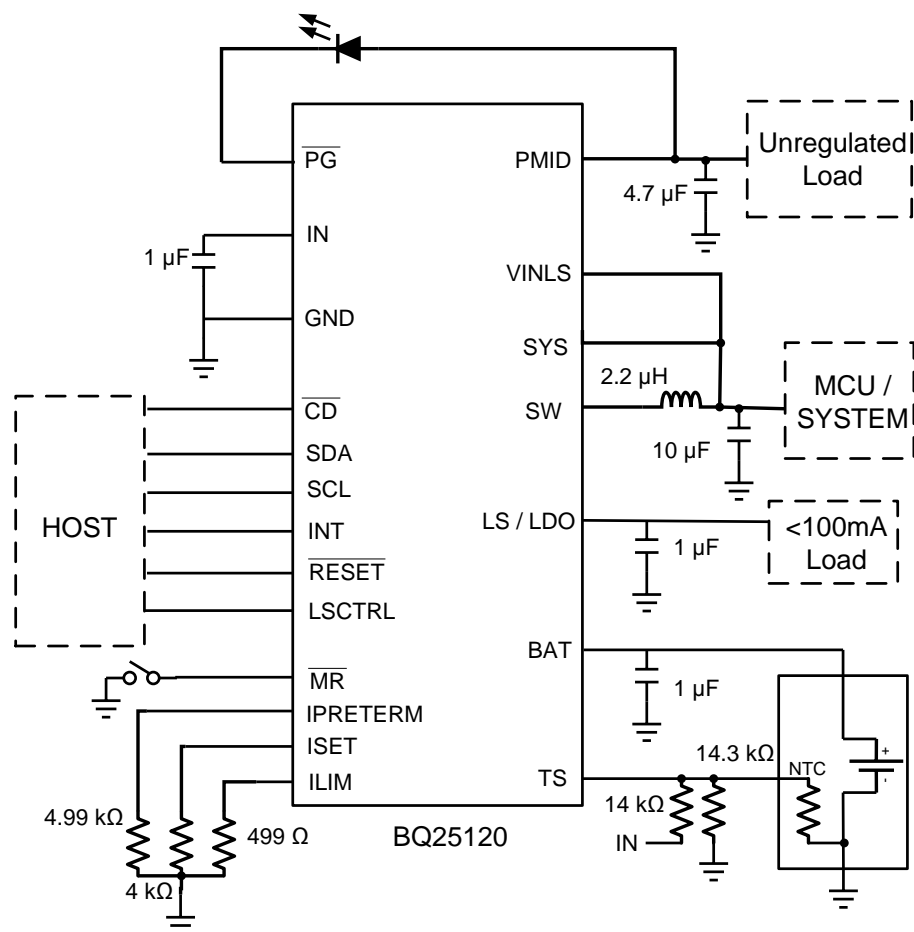 PG
PMID
Unregulated
Load
4.7 µF
IN
1 µF
VINLS
GND
SYS
2.2 µH
MCU /
SYSTEM
CD
SW
SDA
10 µF
SCL
HOST
INT
LS / LDO
<100mA
Load
1 µF
RESET
LSCTRL
BAT
MR
1 µF
IPRETERM
ISET
14.3 kΩ
NTC
+
-
ILIM
TS
4.99 kΩ
499 Ω
14 kΩ
BQ25120
IN
4 kΩ